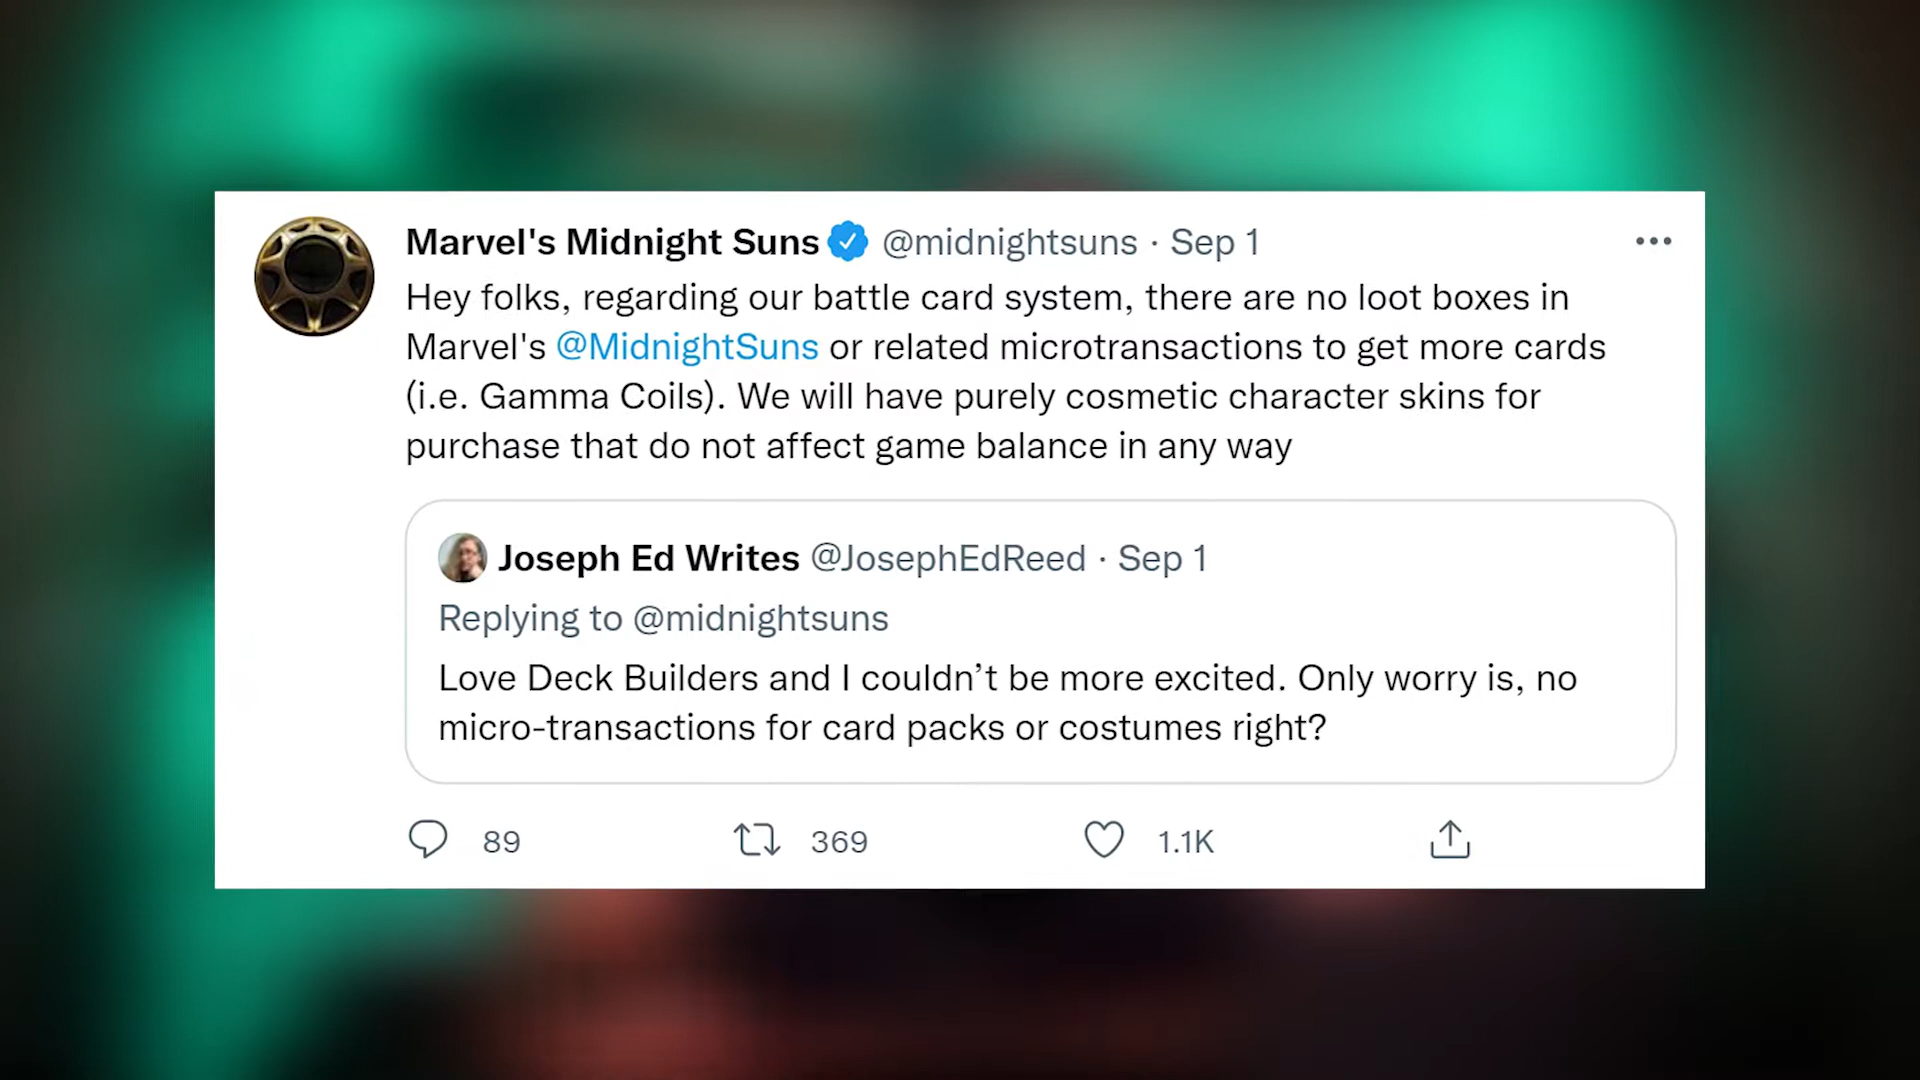 Marvel's Midnight Suns @midnightsuns · Sep 1
Hey folks, regarding our battle card system, there are no loot boxes in
Marvel's @MidnightSuns or related microtransactions to get more cards
(i.e. Gamma Coils). We will have purely cosmetic character skins for
purchase that do not affect game balance in any way
Joseph Ed Writes @JosephEdReed · Sep 1
Replying to @midnightsuns
Love Deck Builders and I couldn’t be more excited. Only worry is, no
micro-transactions for card packs or costumes right?
89 369 1.1K